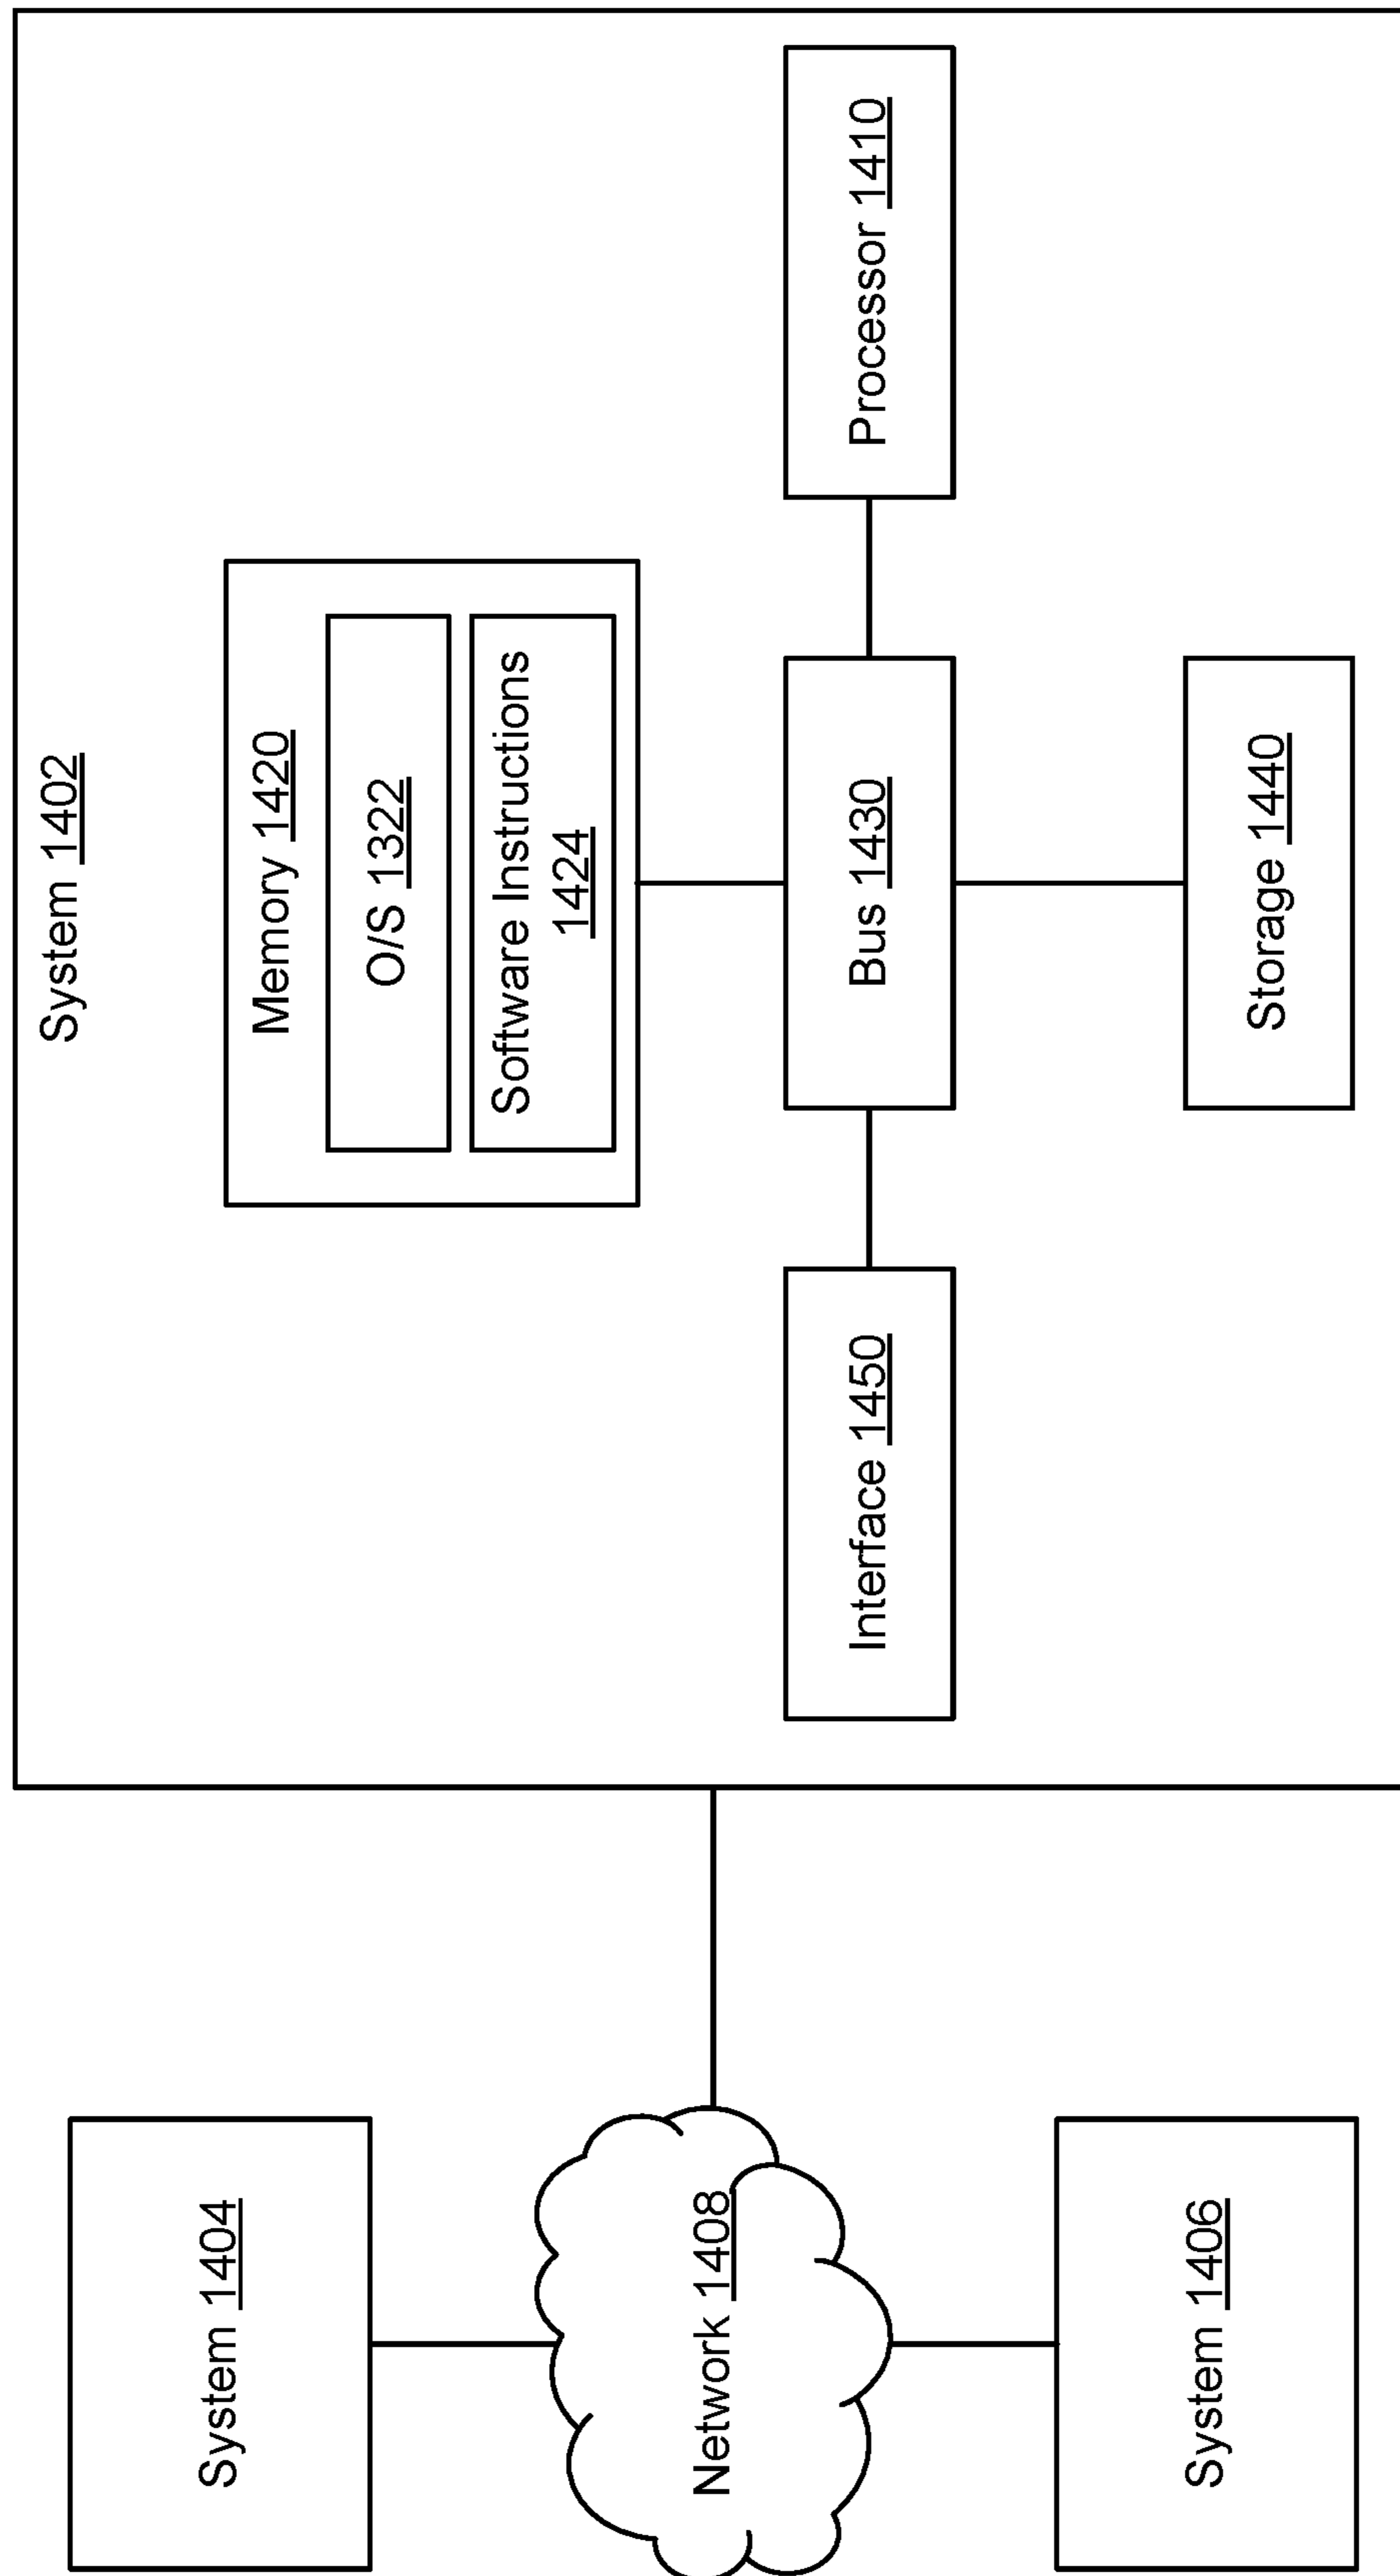 System 1402
Memory 1420
O/S 1322
Software Instructions
1424
Interface 1450
Bus 1430
Processor 1410
Storage 1440
System 1404
Network 1408
System 1406